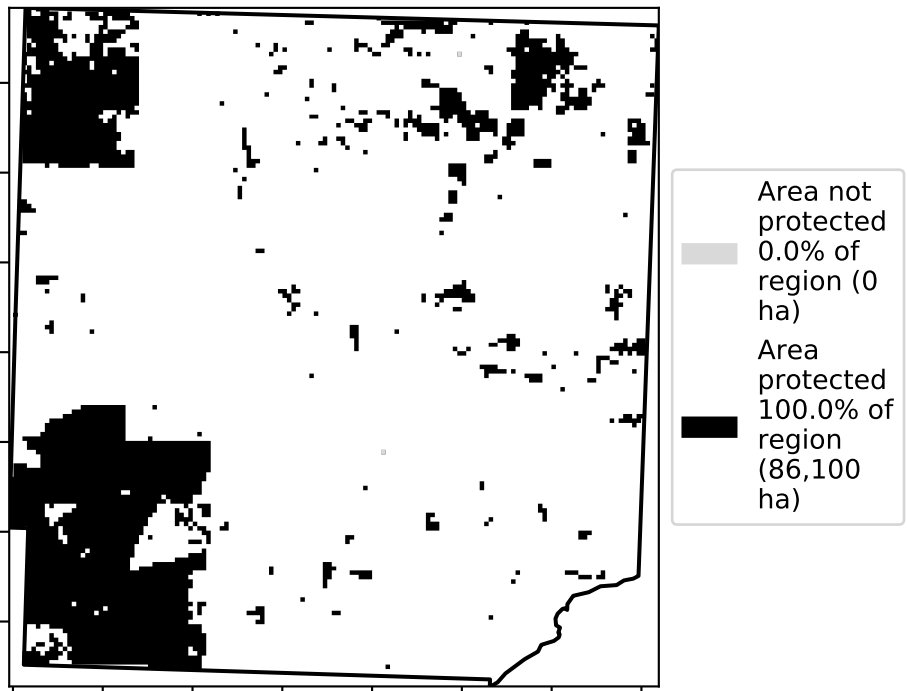 Area not
protected
0.0% of
region (0
ha)
Area
protected
100.0% of
region
(86,100
ha)